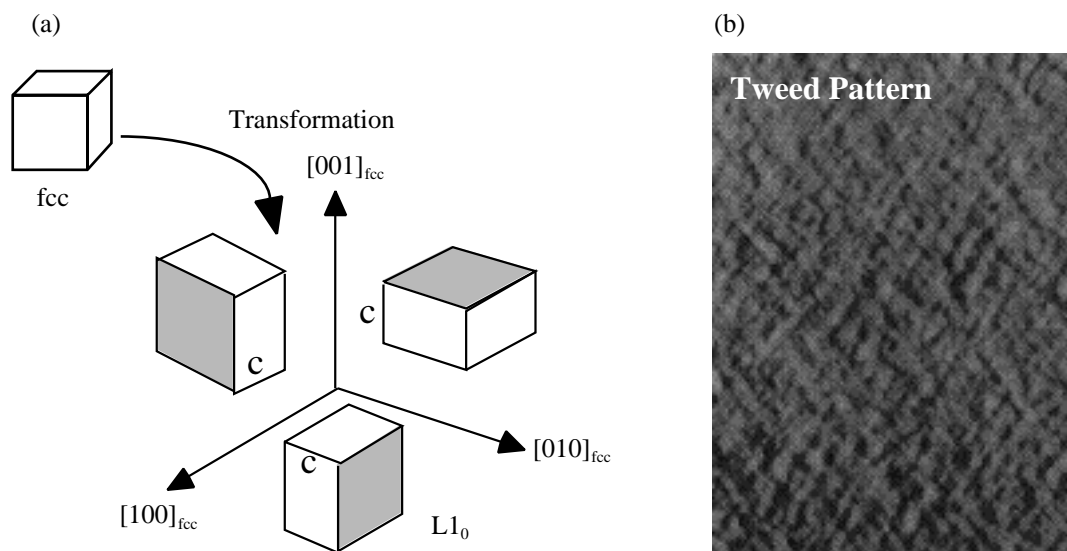 (a)
(b)
Tweed Pattern
Transformation
[001]fcc
fcc
c
c
c
[010]fcc
[100]fcc
L10